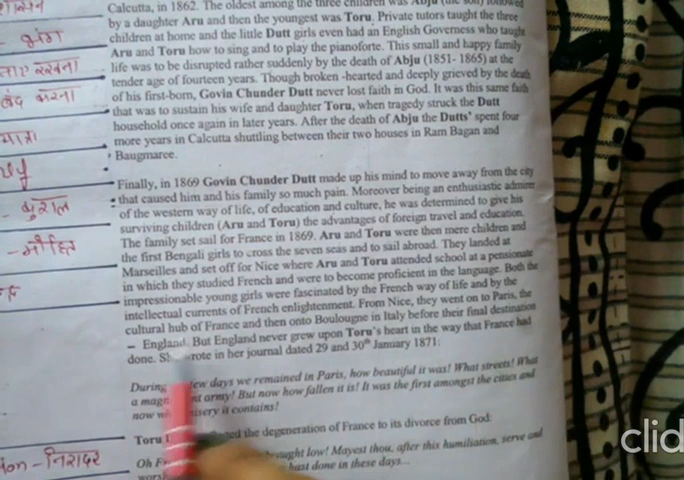 Calcutta, in 1862. The oldest among the three children was Abju (the son) followed
by a daughter Aru and then the youngest was Toru. Private tutors taught the three
children at home and the little Dutt girls even had an English Governess who taught
Aru and Toru how to sing and to play the pianoforte. This small and happy family
life was to be disrupted rather suddenly by the death of Abju (1851- 1865) at the
tender age of fourteen years. Though broken -hearted and deeply grieved by the death
of his first-born, Govin Chunder Dutt never lost faith in God. It was this same faith
that was to sustain his wife and daughter Toru, when tragedy struck the Dutt
household once again in later years. After the death of Abju the Dutts' spent four
more years in Calcutta shuttling between their two houses in Ram Bagan and
Baugmaree.
Finally, in 1869 Govin Chunder Dutt made up his mind to move away from the city
that caused him and his family so much pain. Moreover being an enthusiastic admirer
of the western way of life, of education and culture, he was determined to give his
surviving children (Aru and Toru) the advantages of foreign travel and education.
The family set sail for France in 1869. Aru and Toru were then mere children and
the first Bengali girls to cross the seven seas and to sail abroad. They landed at
Marseilles and set off for Nice where Aru and Toru attended school at a pensionate
in which they studied French and were to become proficient in the language. Both the
impressionable young girls were fascinated by the French way of life and by the
intellectual currents of French enlightenment. From Nice, they went on to Paris, the
cultural hub of France and then onto Boulougne in Italy before their final destination
– England. But England never grew upon Toru's heart in the way that France had
done. wrote in her journal dated 29 and 30th January 1871:
During few days we remained in Paris, how beautiful it was! What streets! What
a army! But now how fallen it is! It was the first amongst the cities and
now misery it contains!
Toru the degeneration of France to its divorce from God:
Oh low! Mayest thou, after this humiliation, serve and
hast done in these days...
भंग
करना
बंद करना
मात्रा
- मोहित
- निरादर
clid